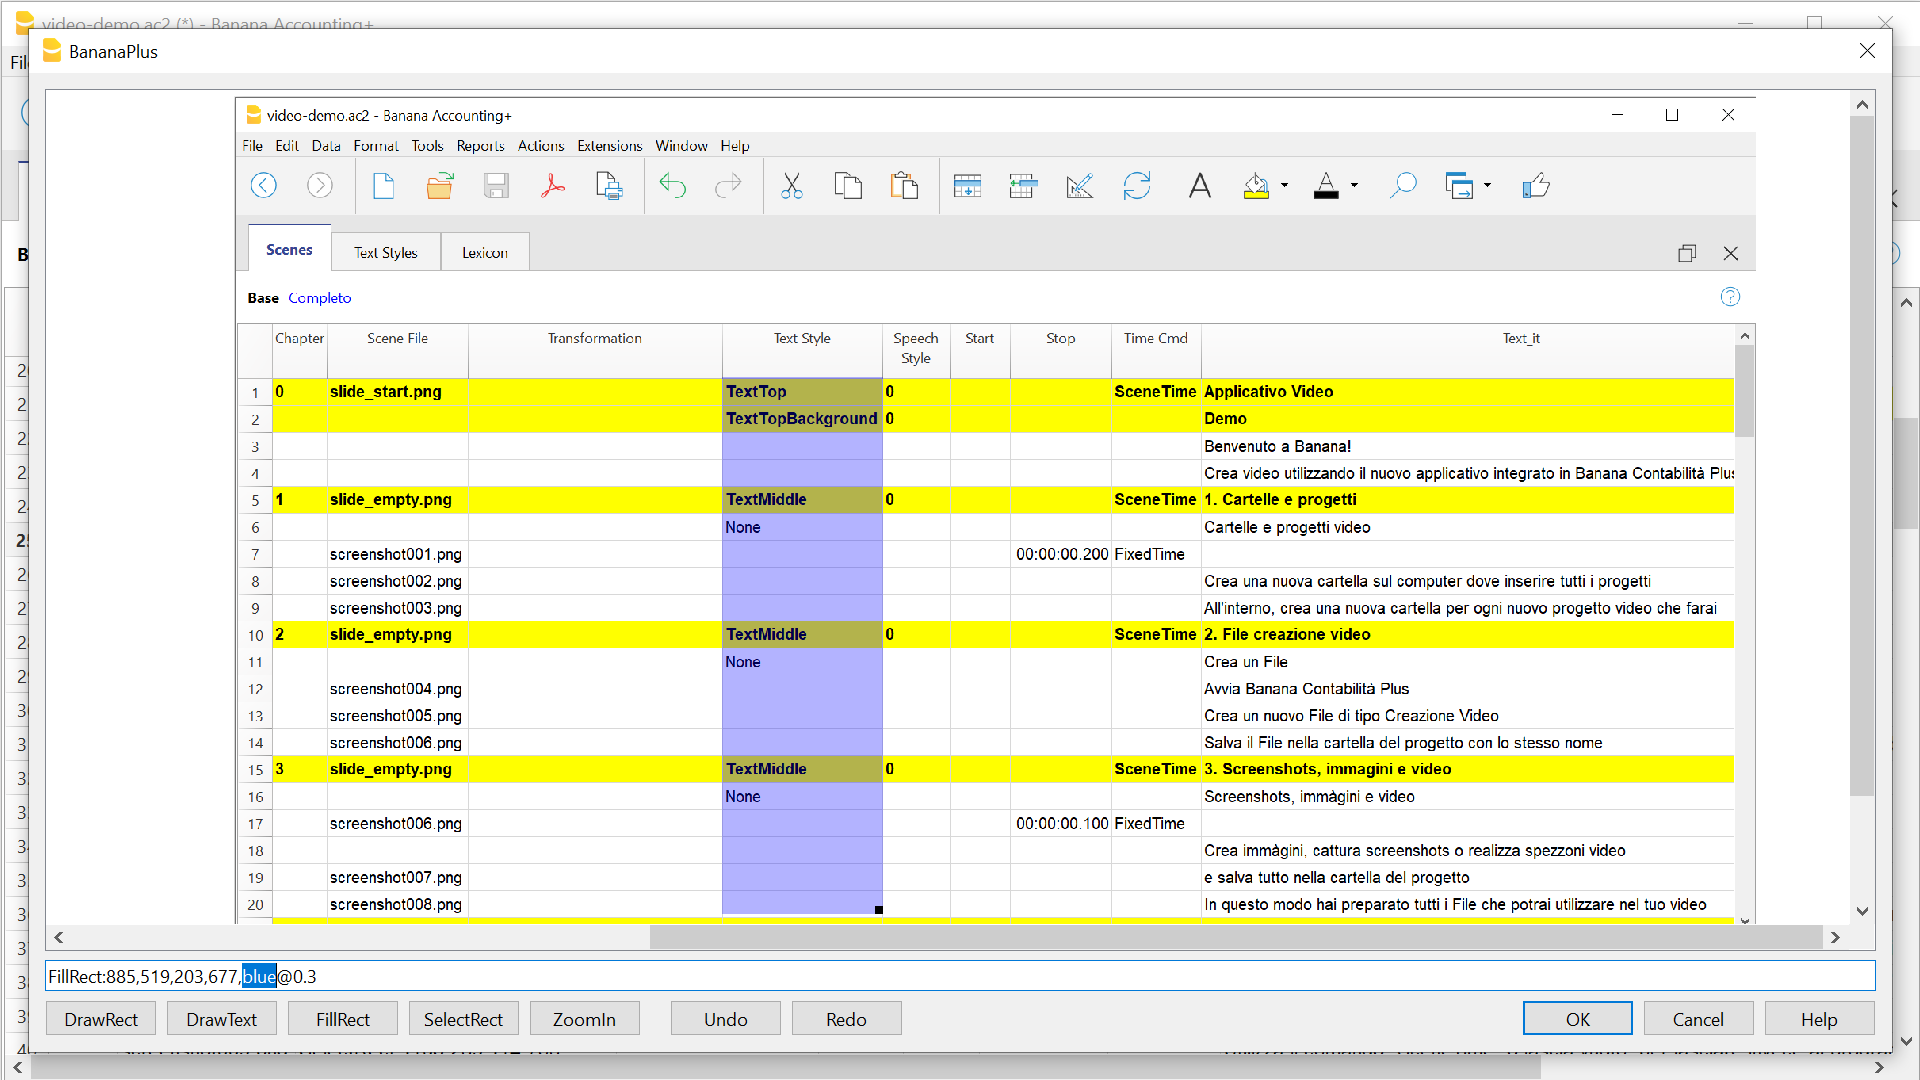 video-demo.ac2 (*) - Banana Accounting+
BananaPlus
video-demo.ac2 - Banana Accounting+
File Edit Data Format Tools Reports Actions Extensions Window Help
Scenes Text Styles Lexicon
Base Completo
Chapter Scene File Transformation Text Style Speech Style Start Stop Time Cmd Text_it
1 0 slide_start.png TextTop 0 SceneTime Applicativo Video
2 TextTopBackground 0 Demo
3 Benvenuto a Banana!
4 Crea video utilizzando il nuovo applicativo integrato in Banana Contabilità Plus
5 1 slide_empty.png TextMiddle 0 SceneTime 1. Cartelle e progetti
6 None Cartelle e progetti video
7 screenshot001.png 00:00:00.200 FixedTime
8 screenshot002.png Crea una nuova cartella sul computer dove inserire tutti i progetti
9 screenshot003.png All'interno, crea una nuova cartella per ogni nuovo progetto video che farai
10 2 slide_empty.png TextMiddle 0 SceneTime 2. File creazione video
11 None Crea un File
12 screenshot004.png Avvia Banana Contabilità Plus
13 screenshot005.png Crea un nuovo File di tipo Creazione Video
14 screenshot006.png Salva il File nella cartella del progetto con lo stesso nome
15 3 slide_empty.png TextMiddle 0 SceneTime 3. Screenshots, immagini e video
16 None Screenshots, immàgini e video
17 screenshot006.png 00:00:00.100 FixedTime
18 Crea immàgini, cattura screenshots o realizza spezzoni video
19 screenshot007.png e salva tutto nella cartella del progetto
20 screenshot008.png In questo modo hai preparato tutti i File che potrai utilizzare nel tuo video
FillRect:885,519,203,677,blue@0.3
DrawRect DrawText FillRect SelectRect ZoomIn Undo Redo OK Cancel Help